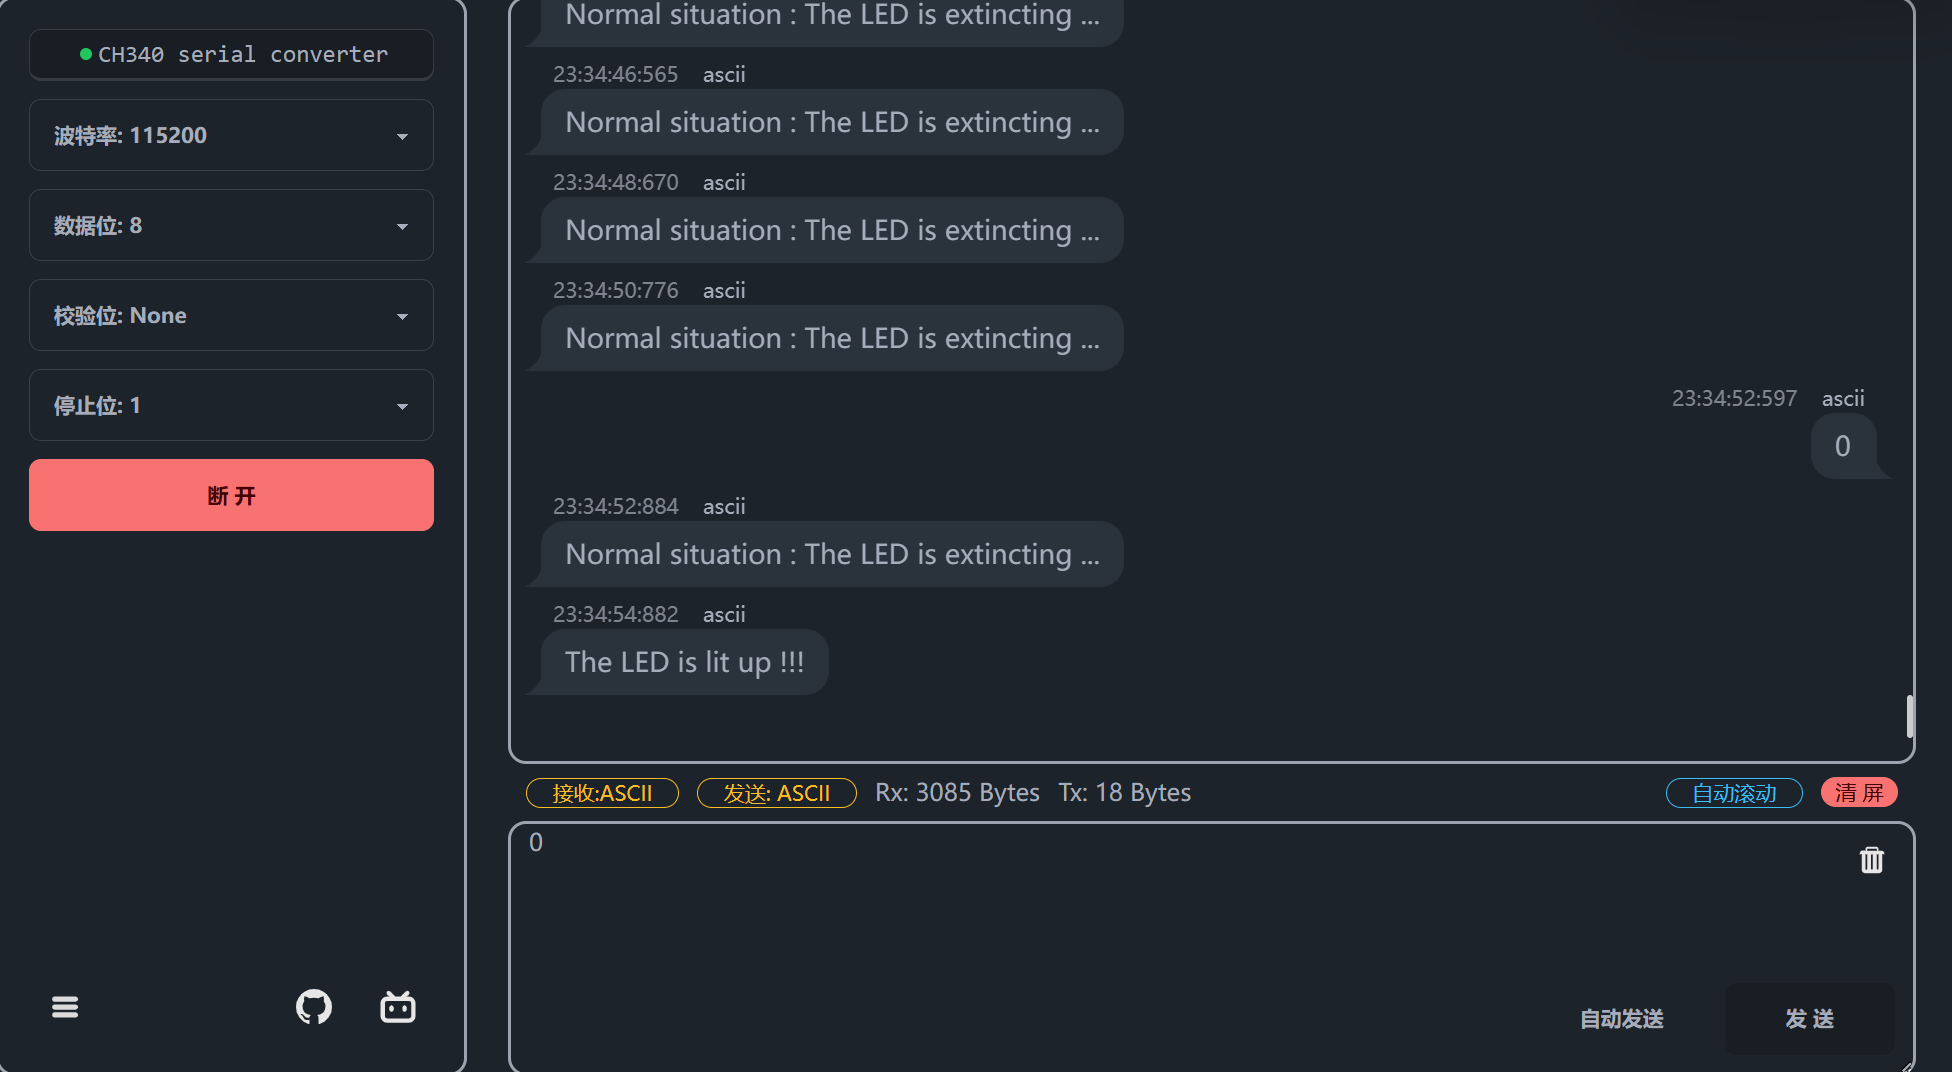 CH340 serial converter
波特率: 115200
数据位: 8
校验位: None
停止位: 1
断 开
Normal situation : The LED is extincting ...
23:34:46:565 ascii
Normal situation : The LED is extincting ...
23:34:48:670 ascii
Normal situation : The LED is extincting ...
23:34:50:776 ascii
Normal situation : The LED is extincting ...
23:34:52:597 ascii
0
23:34:52:884 ascii
Normal situation : The LED is extincting ...
23:34:54:882 ascii
The LED is lit up !!!
接收:ASCII 发送: ASCII Rx: 3085 Bytes Tx: 18 Bytes 自动滚动 清 屏
0
自动发送 发 送